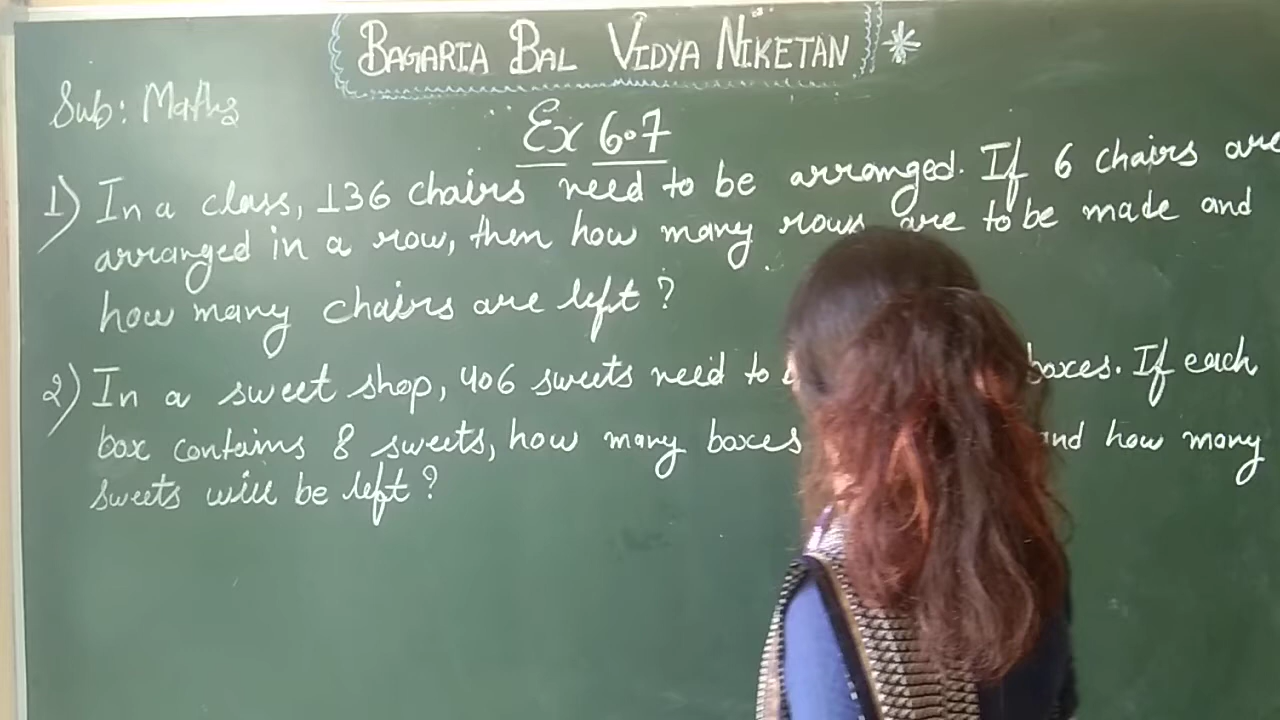 BAGARIA BAL VIDYA NIKETAN
Sub: Maths
Ex 6.7
1) In a class, 136 chairs need to be arranged. If 6 chairs are
arranged in a row, then how many rows are to be made and
how many chairs are left?
2) In a sweet shop, 406 sweets need to boxes. If each
box contains 8 sweets, how many boxes and how many
sweets will be left?